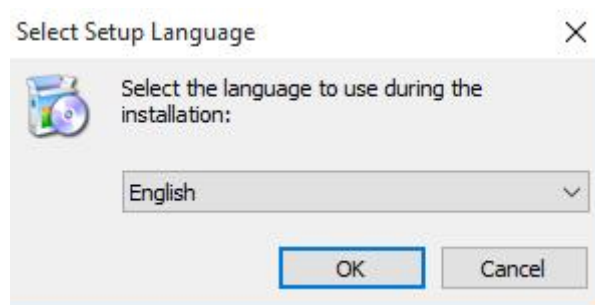 Select Setup Language
Select the language to use during the
installation:
English
OK
Cancel